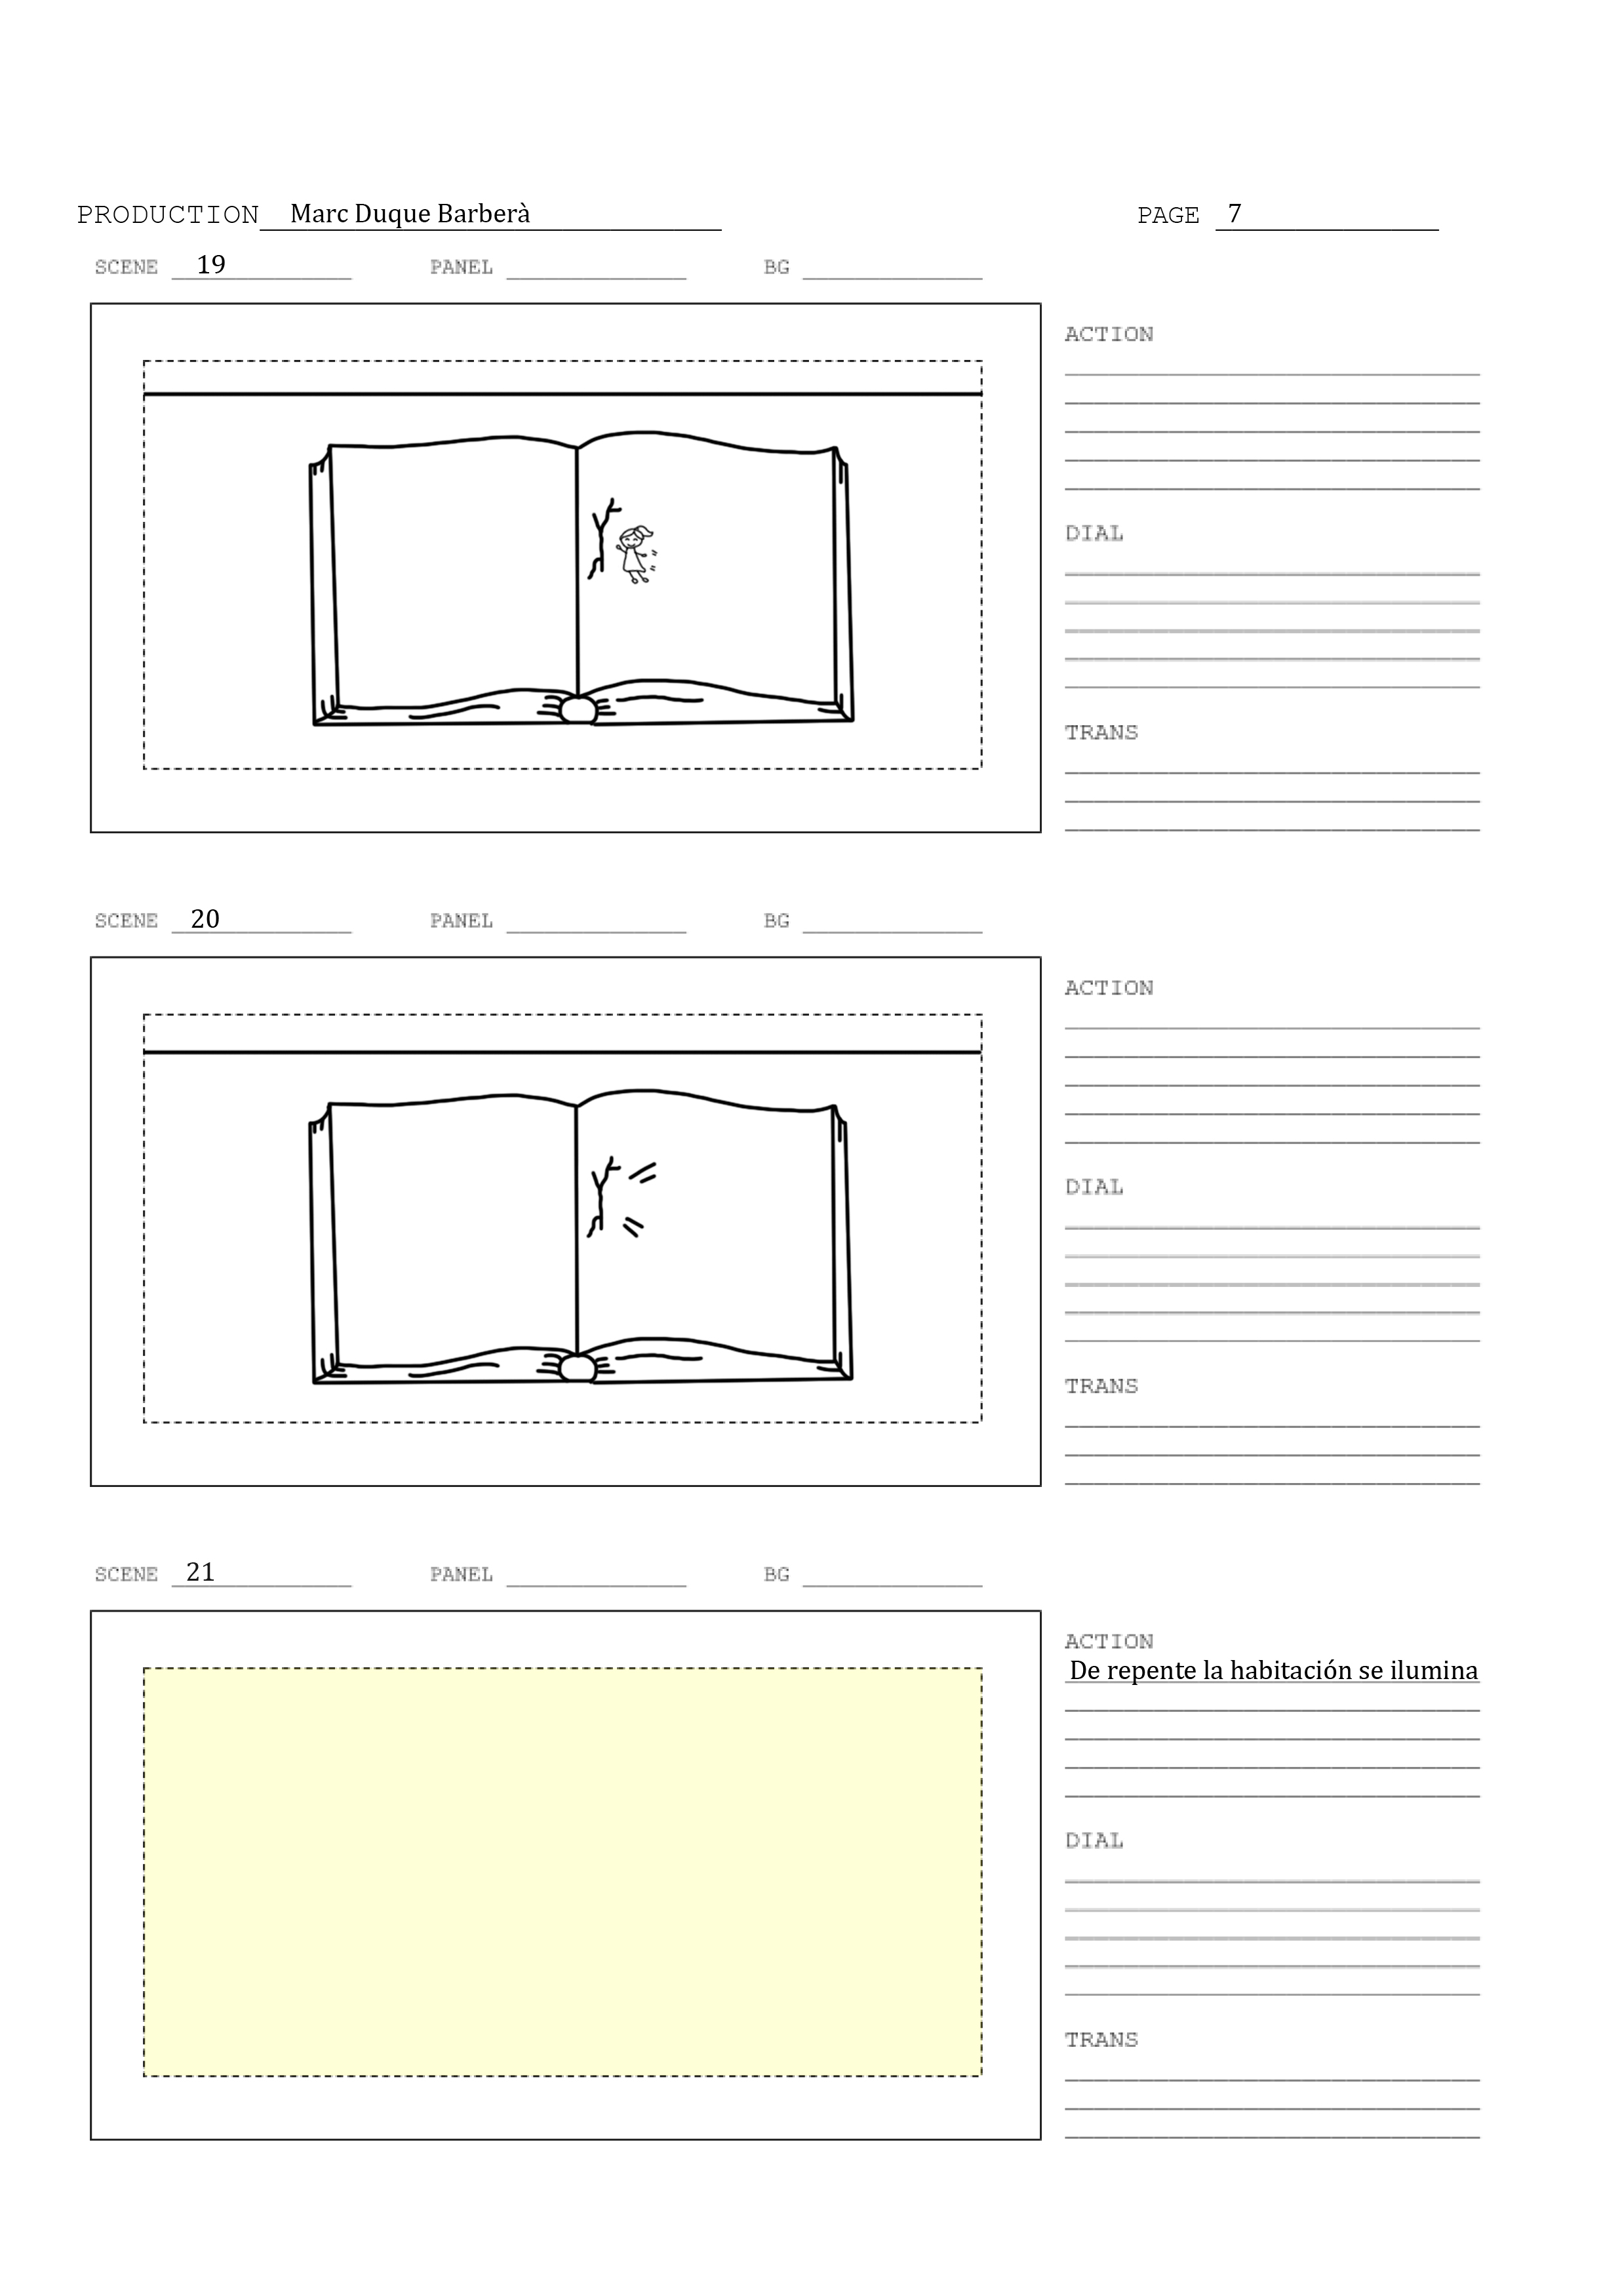 PRODUCTION Marc Duque Barberà PAGE 7
SCENE 19 PANEL BG
ACTION
DIAL
TRANS
SCENE 20 PANEL BG
ACTION
DIAL
TRANS
SCENE 21 PANEL BG
ACTION
De repente la habitación se ilumina
DIAL
TRANS